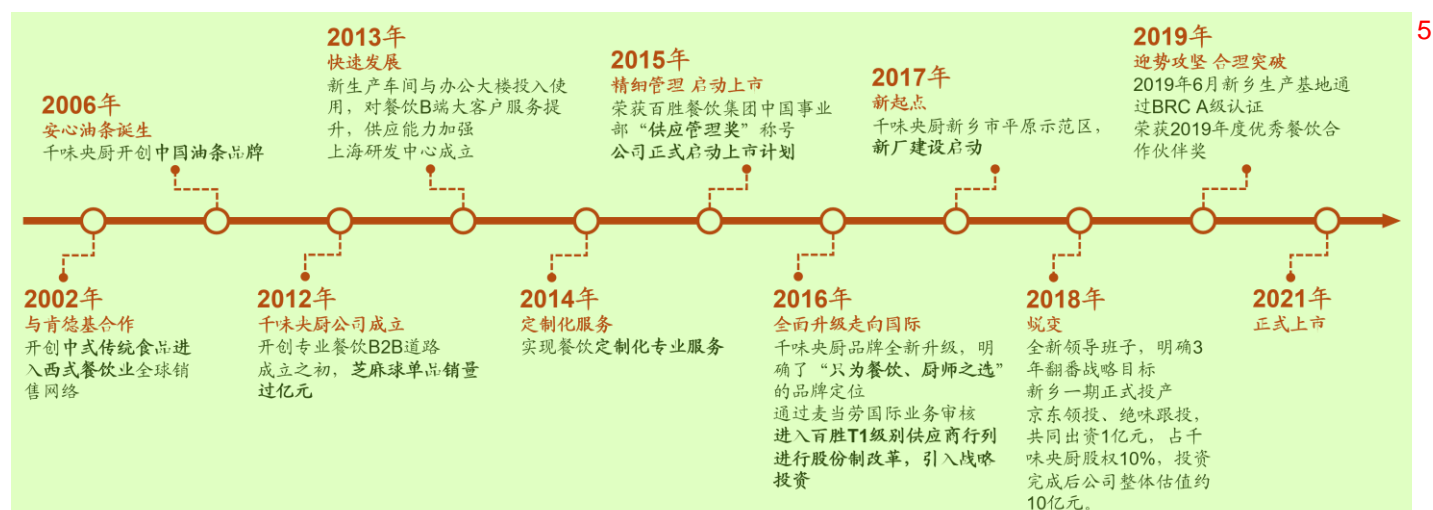 2002年
与肯德基合作
开创中式传统食品进
入西式餐饮业全球销
售网络
2006年
安心油条诞生
千味央厨开创中国油条品牌
2012年
千味央厨公司成立
开创专业餐饮B2B道路
成立之初，芝麻球单品销量
过亿元
2013年
快速发展
新生产车间与办公大楼投入使
用，对餐饮B端大客户服务提
升，供应能力加强
上海研发中心成立
2014年
定制化服务
实现餐饮定制化专业服务
2015年
精细管理 启动上市
荣获百胜餐饮集团中国事业
部“供应管理奖”称号
公司正式启动上市计划
2016年
全面升级走向国际
千味央厨品牌全新升级，明
确了“只为餐饮、厨师之选”
的品牌定位
通过麦当劳国际业务审核
进入百胜T1级别供应商行列
进行股份制改革，引入战略
投资
2017年
新起点
千味央厨新乡市平原示范区，
新厂建设启动
2018年
蜕变
全新领导班子，明确3
年翻番战略目标
新乡一期正式投产
京东领投、绝味跟投，
共同出资1亿元，占千
味央厨股权10%，投资
完成后公司整体估值约
10亿元。
2019年
迎势攻坚 合理突破
2019年6月新乡生产基地通
过BRC A级认证
荣获2019年度优秀餐饮合
作伙伴奖
2021年
正式上市
5